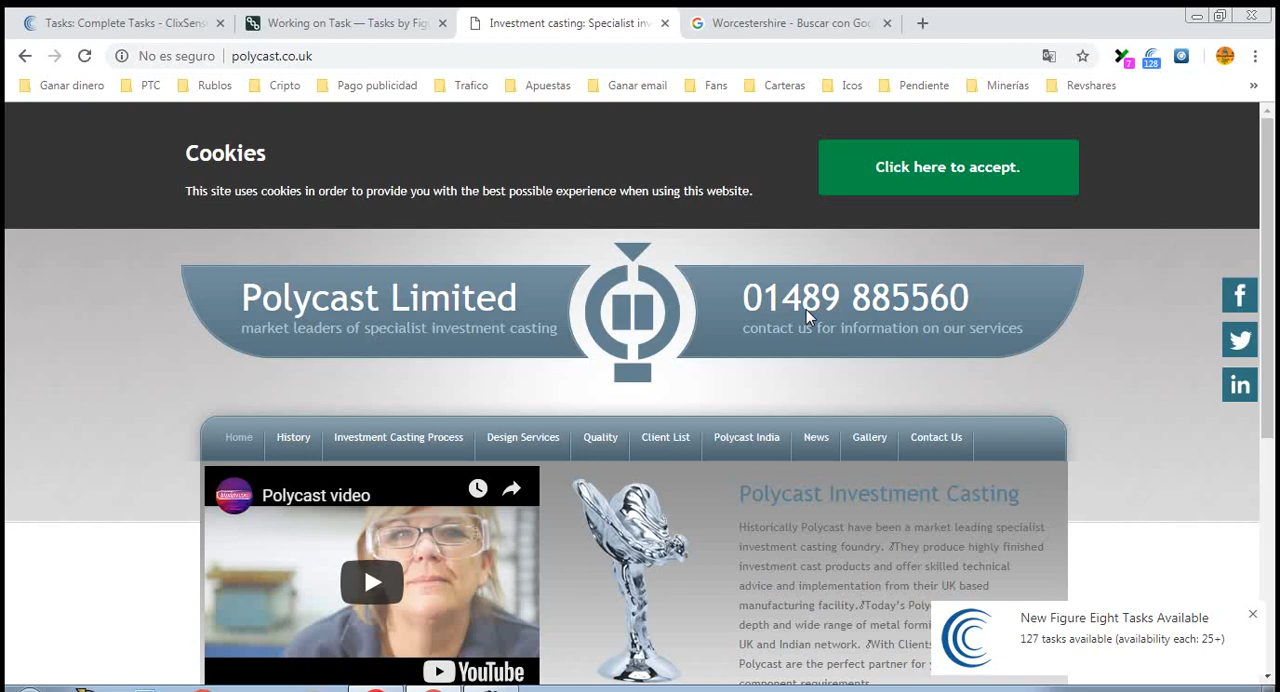 Tasks: Complete Tasks - ClixSens
Working on Task — Tasks by Fig
Investment casting: Specialist inv
Worcestershire - Buscar con Goo
No es seguro
polycast.co.uk
7
128
Ganar dinero
PTC
Rublos
Cripto
Pago publicidad
Trafico
Apuestas
Ganar email
Fans
Carteras
Icos
Pendiente
Minerías
Revshares
»
Cookies
This site uses cookies in order to provide you with the best possible experience when using this website.
Click here to accept.
Polycast Limited
market leaders of specialist investment casting
01489 885560
contact us for information on our services
f
in
Home
History
Investment Casting Process
Design Services
Quality
Client List
Polycast India
News
Gallery
Contact Us
Polycast video
YouTube
Polycast Investment Casting
Historically Polycast have been a market leading specialist
investment casting foundry. They produce highly finished
investment cast products and offer skilled technical
advice and implementation from their UK based
manufacturing facility. Today's Poly
depth and wide range of metal formi
UK and Indian network. With Clients
Polycast are the perfect partner for
component requirements.
New Figure Eight Tasks Available
127 tasks available (availability each: 25+)